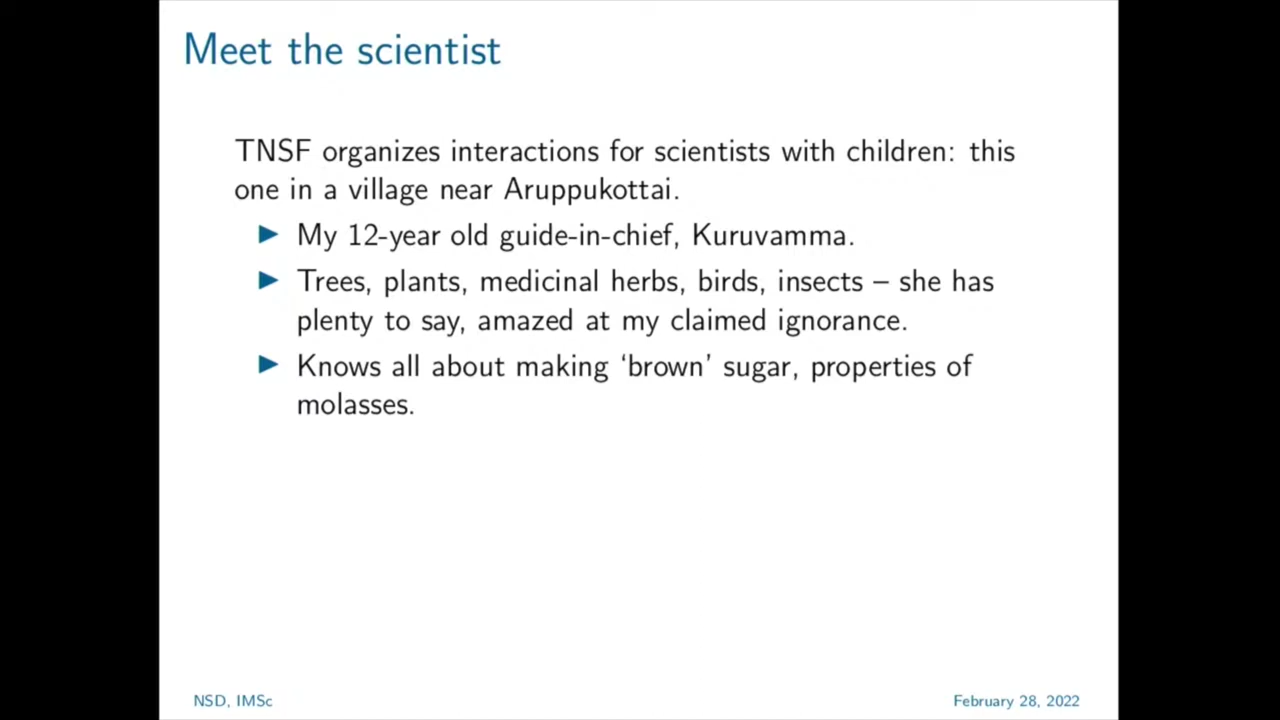 Meet the scientist
TNSF organizes interactions for scientists with children: this
one in a village near Aruppukottai.
▶ My 12-year old guide-in-chief, Kuruvamma.
▶ Trees, plants, medicinal herbs, birds, insects – she has
plenty to say, amazed at my claimed ignorance.
▶ Knows all about making ‘brown’ sugar, properties of
molasses.
NSD, IMSc
February 28, 2022